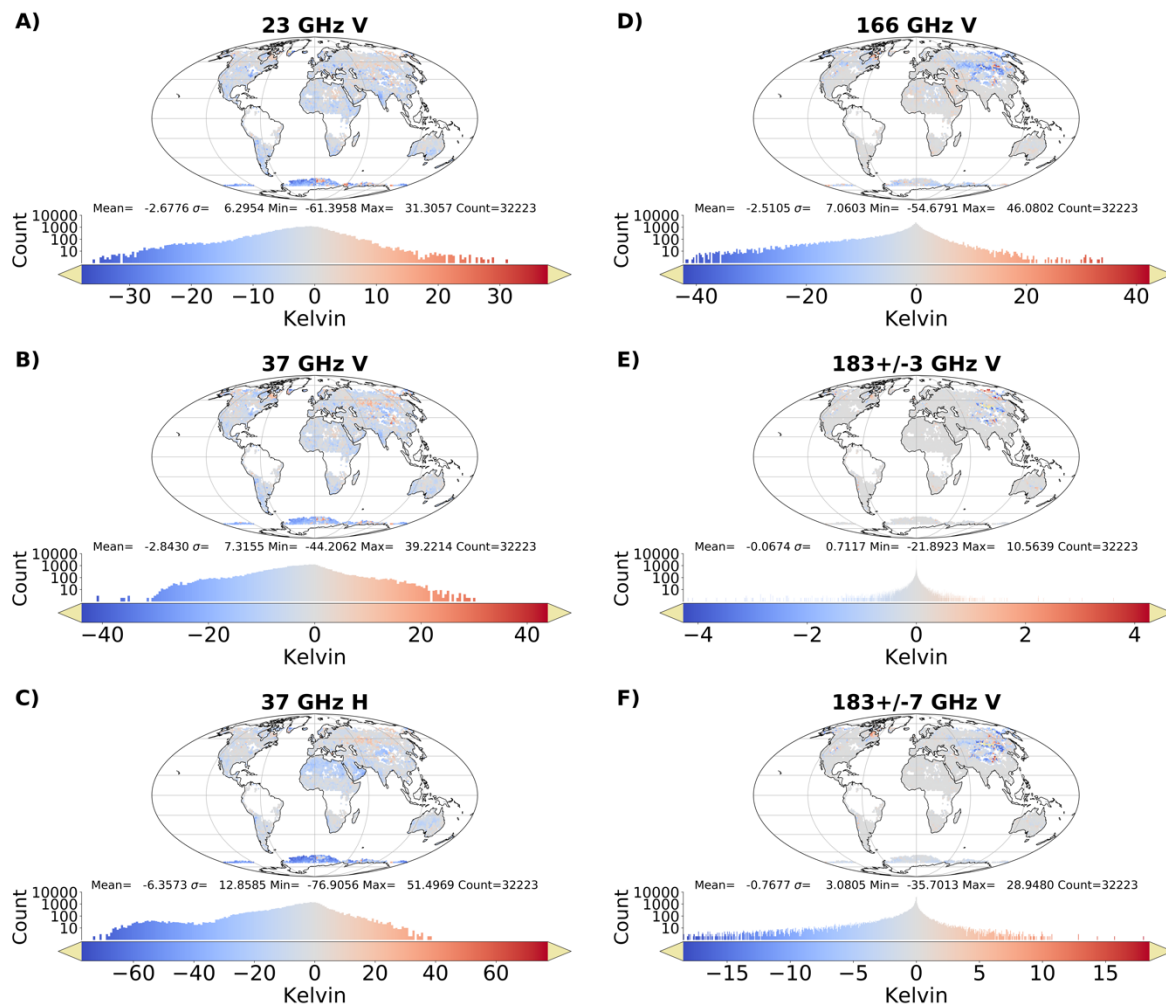 A)
23 GHz V
Mean= -2.6776 σ= 6.2954 Min= -61.3958 Max= 31.3057 Count=32223
10000
100
10
Count
−30 −20 −10 0 10 20 30
Kelvin
B)
37 GHz V
Mean= -2.8430 σ= 7.3155 Min= -44.2062 Max= 39.2214 Count=32223
10000
1000
100
10
Count
−40 −20 0 20 40
Kelvin
C)
37 GHz H
Mean= -6.3573 σ= 12.8585 Min= -76.9056 Max= 51.4969 Count=32223
10000
1000
100
10
Count
−60 −40 −20 0 20 40 60
Kelvin
D)
166 GHz V
Mean= -2.5105 σ= 7.0603 Min= -54.6791 Max= 46.0802 Count=32223
10000
1000
100
10
Count
−40 −20 0 20 40
Kelvin
E)
183+/-3 GHz V
Mean= -0.0674 σ= 0.7117 Min= -21.8923 Max= 10.5639 Count=32223
10000
1000
100
10
Count
−4 −2 0 2 4
Kelvin
F)
183+/-7 GHz V
Mean= -0.7677 σ= 3.0805 Min= -35.7013 Max= 28.9480 Count=32223
10000
1000
100
10
Count
−15 −10 −5 0 5 10 15
Kelvin